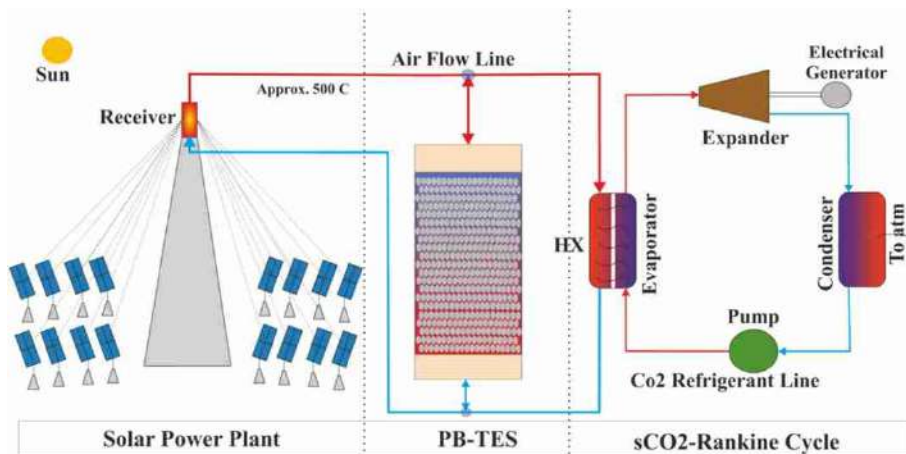 Sun
Receiver
Approx. 500 C
Air Flow Line
Electrical
Generator
Expander
HX
Evaporator
Condenser
To atm
Pump
Co2 Refrigerant Line
Solar Power Plant
PB-TES
sCO2-Rankine Cycle